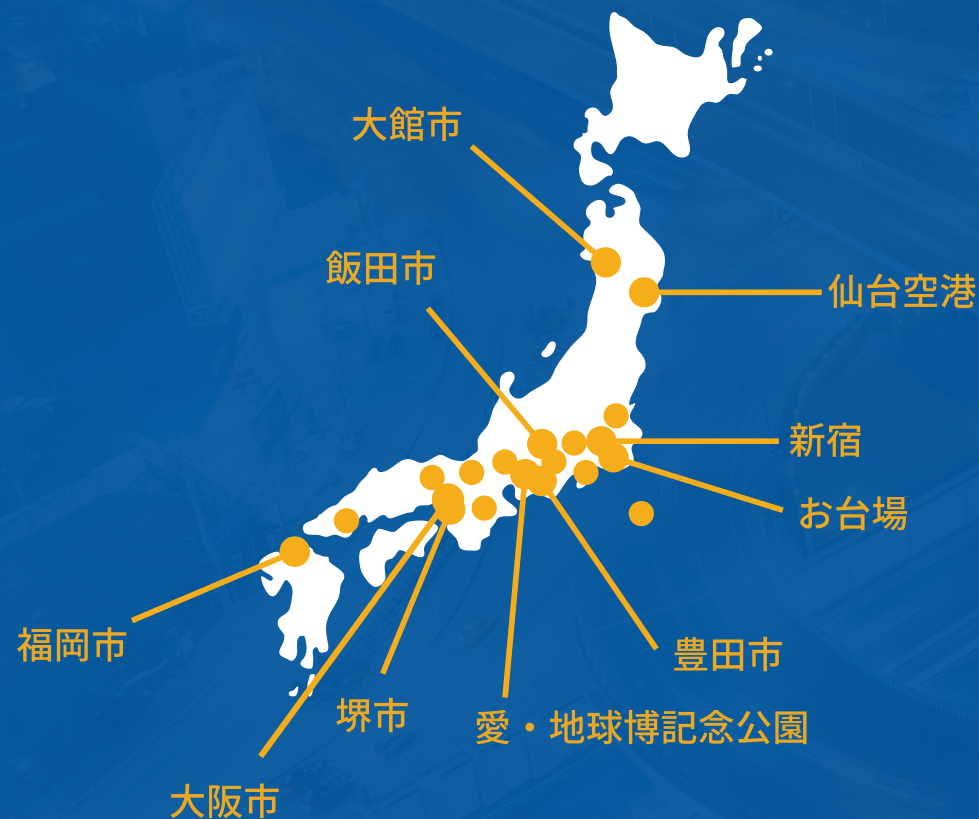 大館市
飯田市
仙台空港
新宿
お台場
福岡市
豊田市
堺市
愛・地球博記念公園
大阪市